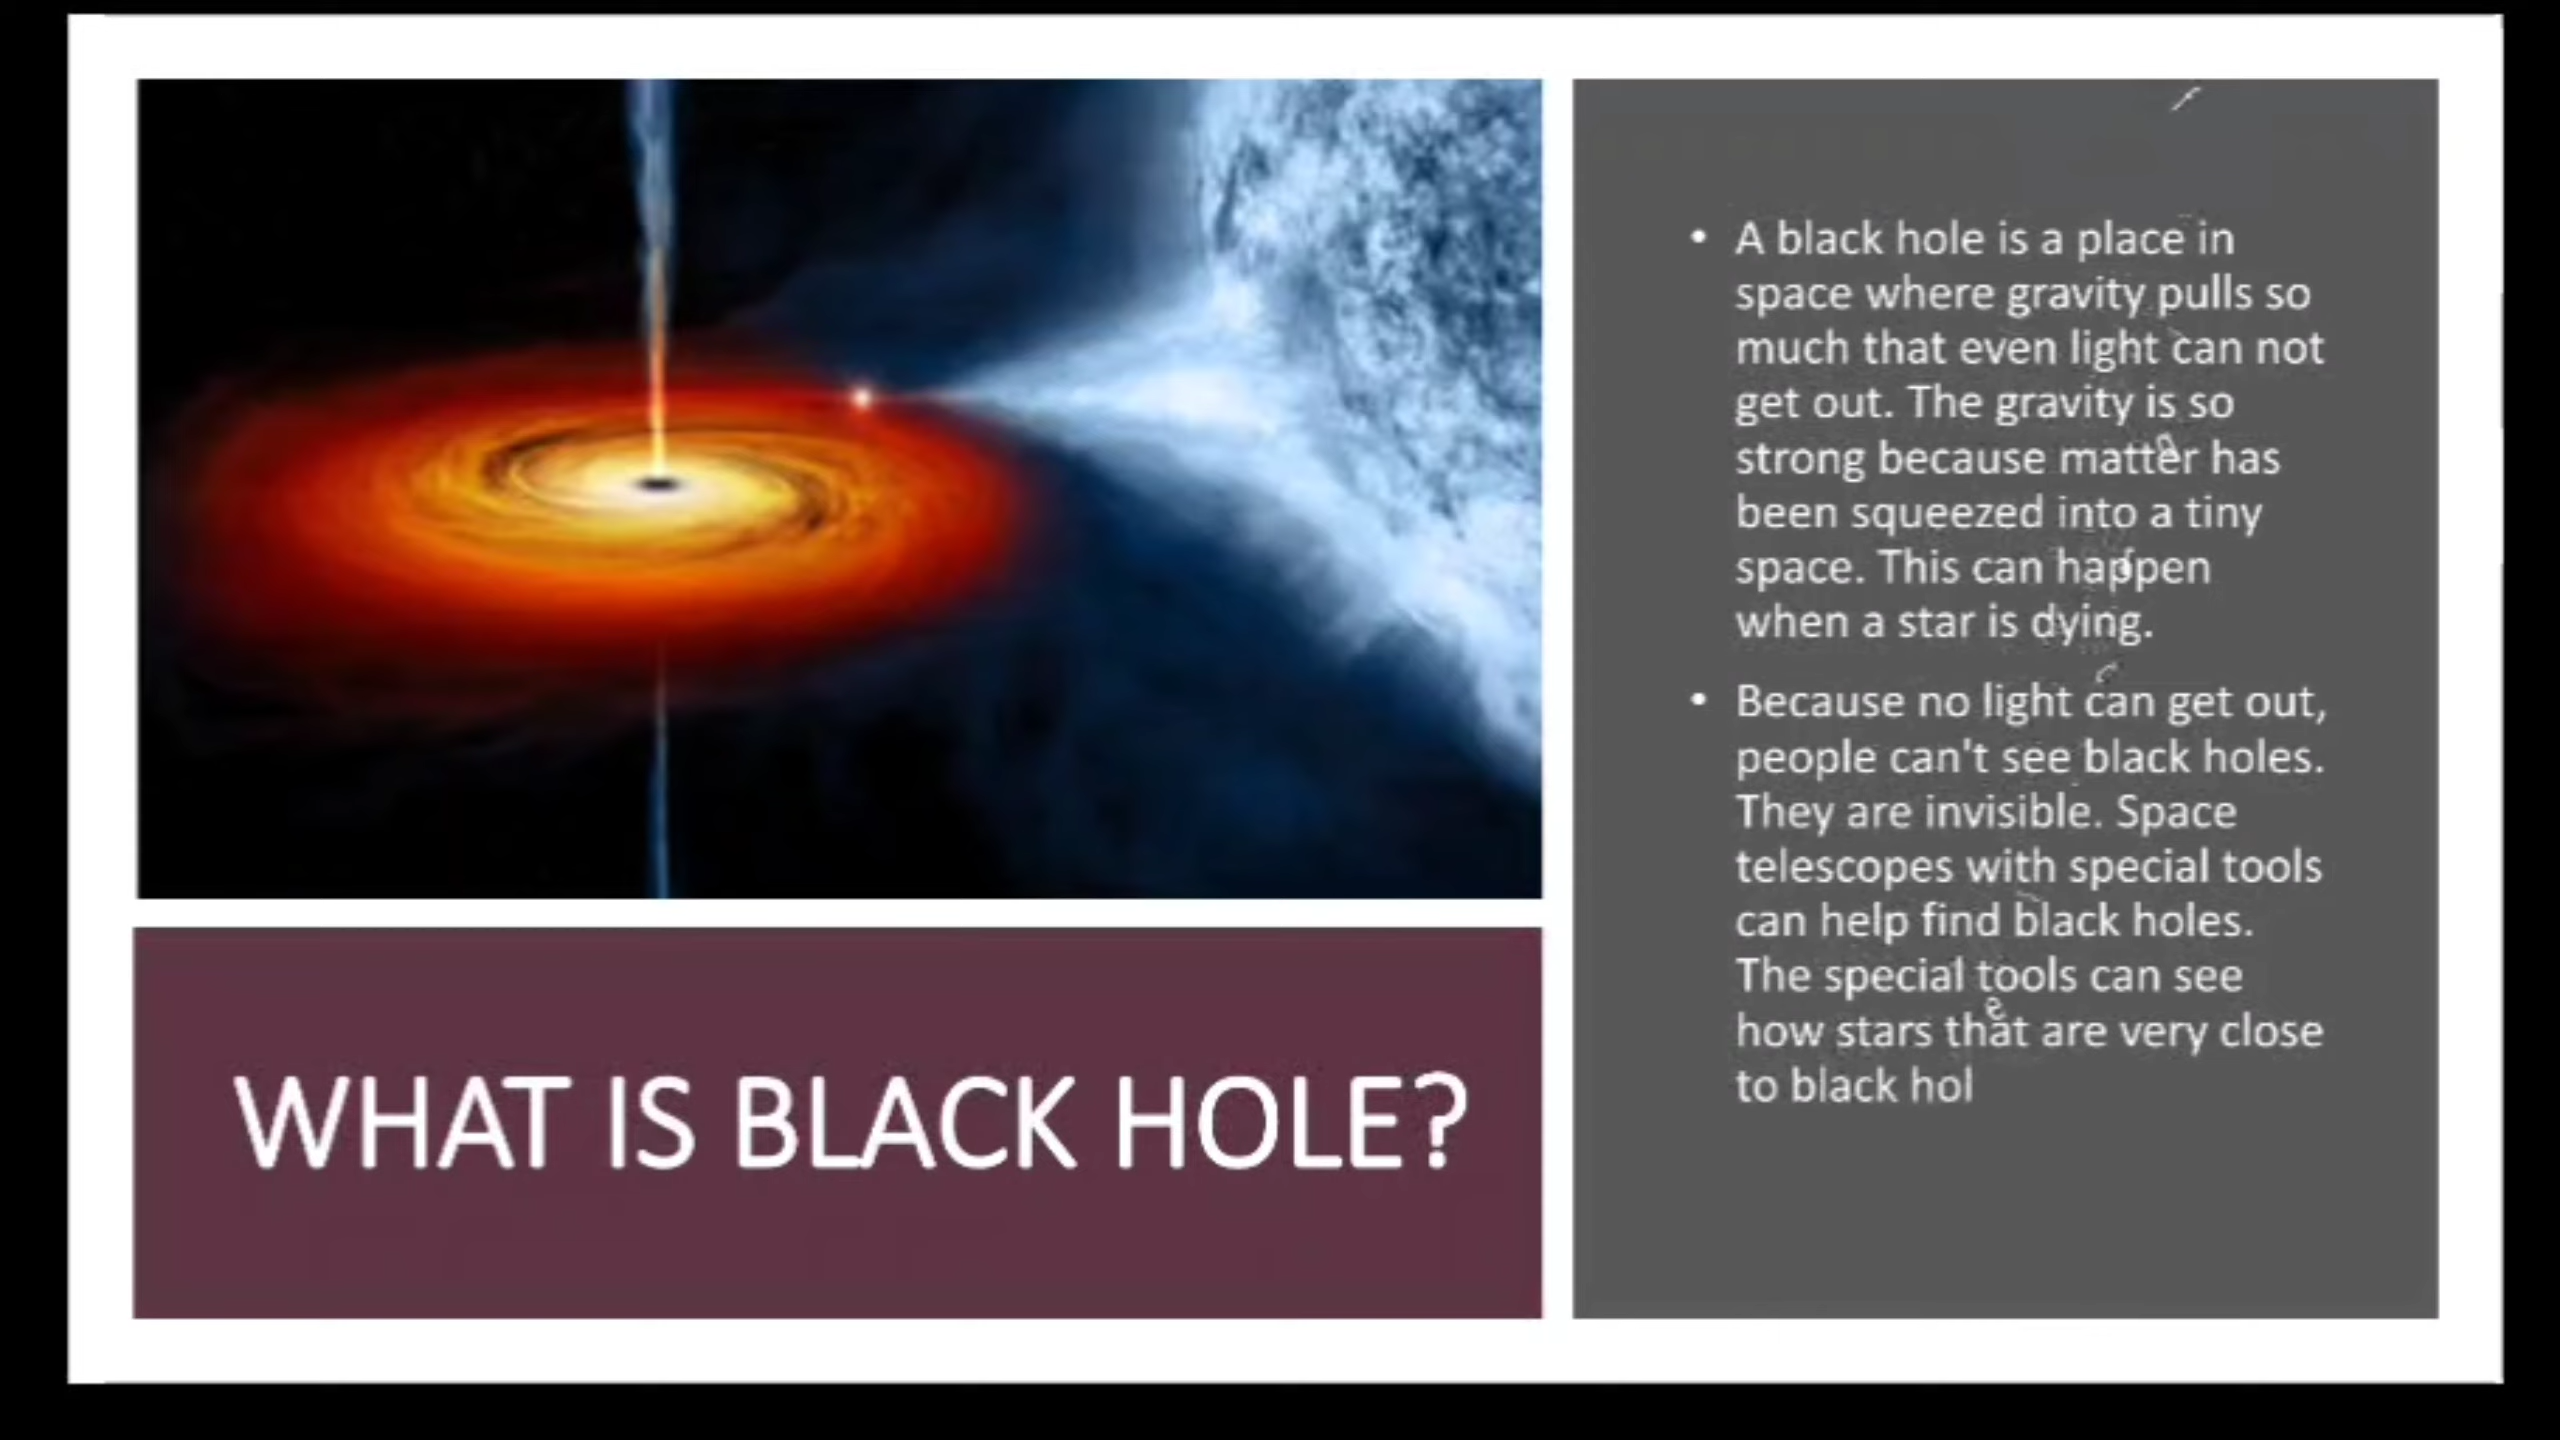 WHAT IS BLACK HOLE?
• A black hole is a place in
space where gravity pulls so
much that even light can not
get out. The gravity is so
strong because matter has
been squeezed into a tiny
space. This can happen
when a star is dying.
• Because no light can get out,
people can't see black holes.
They are invisible. Space
telescopes with special tools
can help find black holes.
The special tools can see
how stars that are very close
to black hol